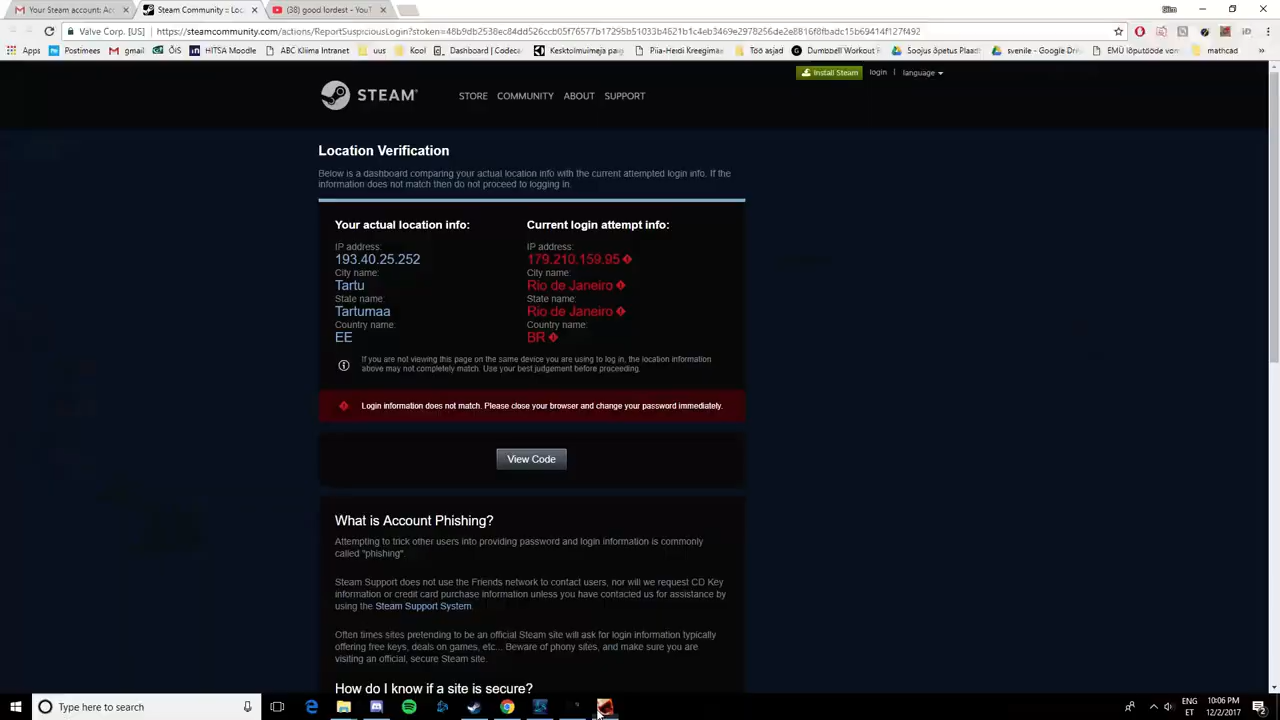 Your Steam account: Acc
Steam Community :: Loc
(38) good lordest - youT
Valve Corp. [US]
https://steamcommunity.com/actions/ReportSuspiciousLogin?token=
Apps
Postimees
gmail
ÕIS
HITSA Moodle
ABC Kliima Intranet
uus
Kool
Dashboard | Codeca
Kesktolmuimeja pais
Piia-Heidi Kreegimäe
Töö asjad
Dumbbell Workout R
Soojus õpetus Plaadi
svenile - Google Driv
EMÜ lõputööde vorm
mathcad
Install Steam
login
language
STEAM
STORE COMMUNITY ABOUT SUPPORT
Location Verification
Below is a dashboard comparing your actual location info with the current attempted login info. If the
information does not match then do not proceed to logging in.
Your actual location info:
IP address:
193.40.25.252
City name:
Tartu
State name:
Tartumaa
Country name:
EE
Current login attempt info:
IP address:
179.210.159.95
City name:
Rio de Janeiro
State name:
Rio de Janeiro
Country name:
BR
If you are not viewing this page on the same device you are using to log in, the location information
above may not completely match. Use your best judgement before proceeding.
Login information does not match. Please close your browser and change your password immediately.
View Code
What is Account Phishing?
Attempting to trick other users into providing password and login information is commonly
called "phishing".
Steam Support does not use the Friends network to contact users, nor will we request CD Key
information or credit card purchase information unless you have contacted us for assistance by
using the Steam Support System.
Often times sites pretending to be an official Steam site will ask for login information typically
offering free keys, deals on games, etc... Beware of phony sites, and make sure you are
visiting an official, secure Steam site.
How do I know if a site is secure?
Type here to search
ENG
ET
10:06 PM
12/2/2017